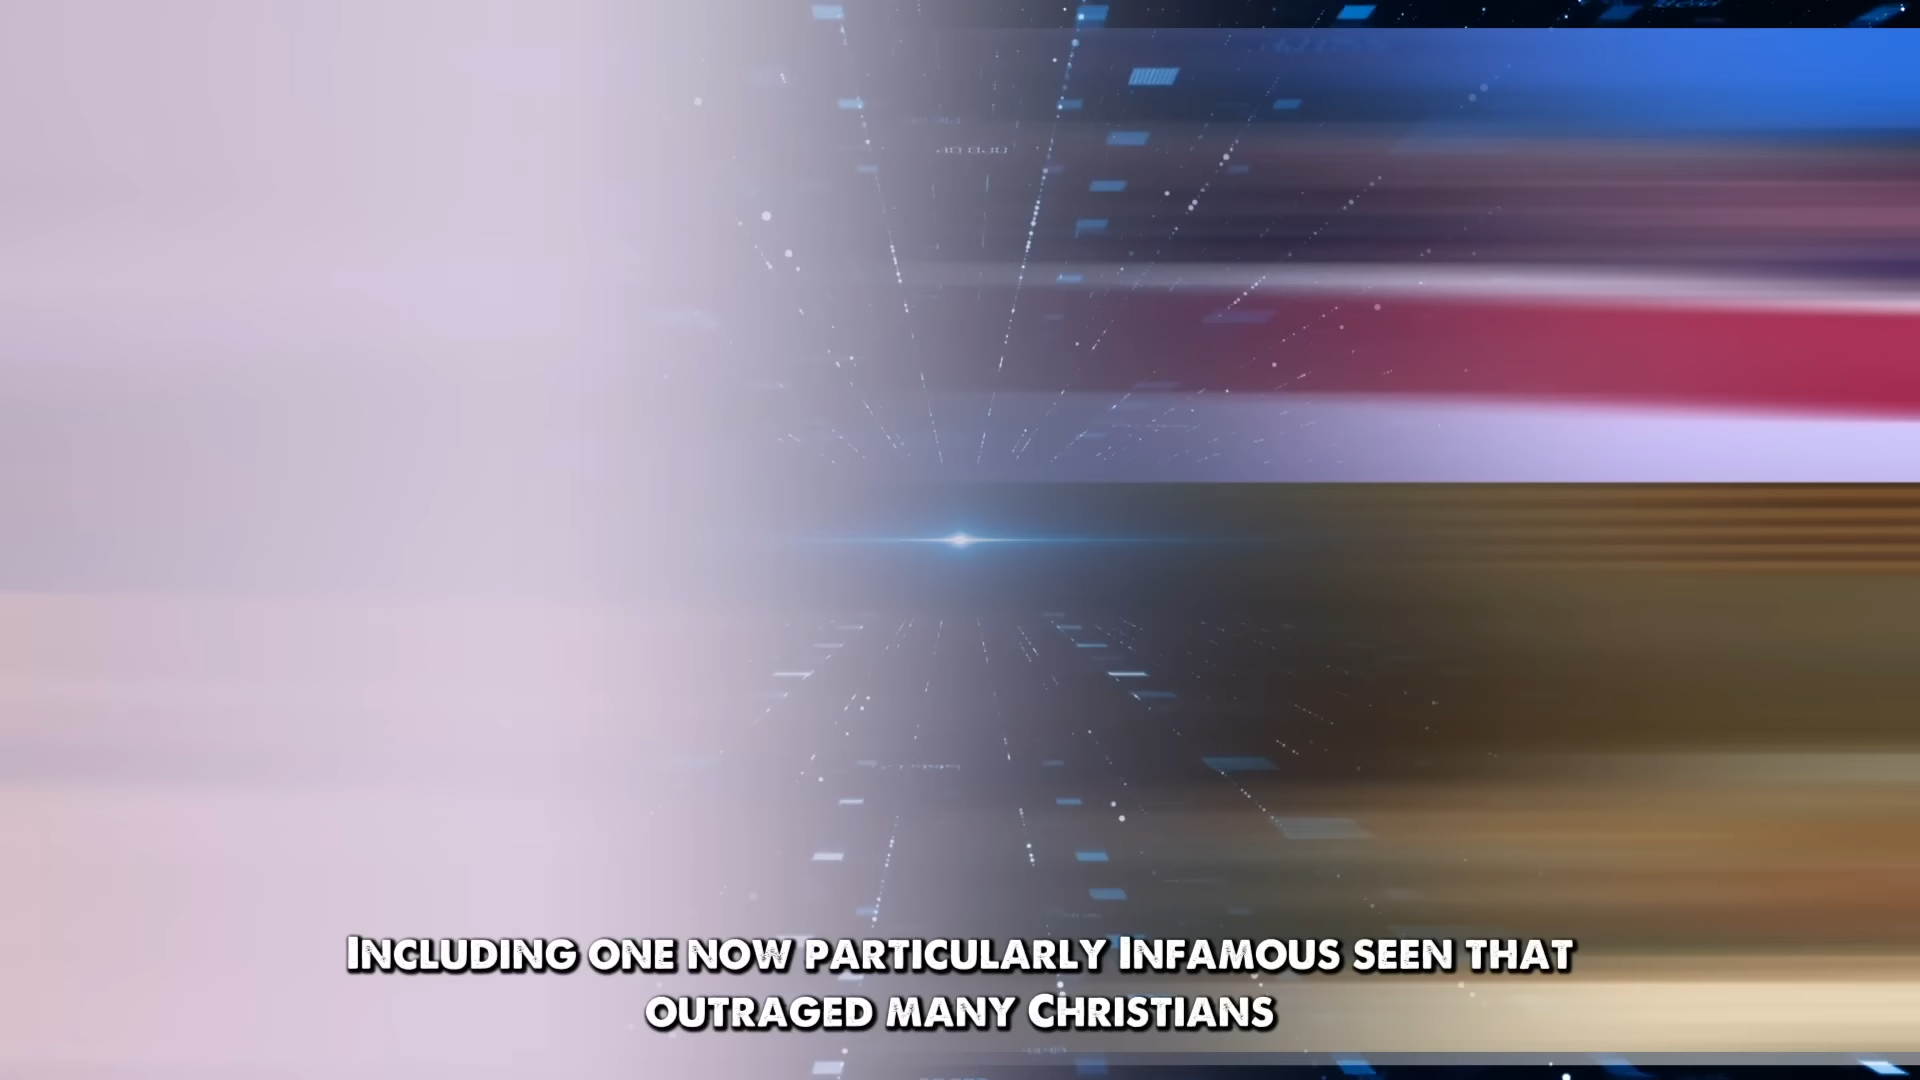 Including one now particularly Infamous seen that
outraged many Christians